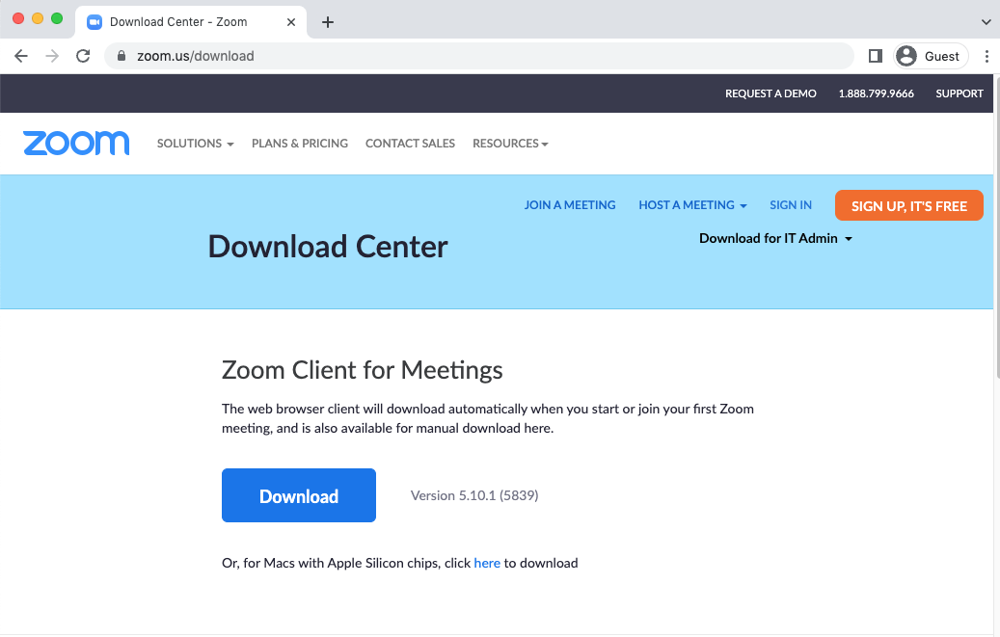 Download Center - Zoom
zoom.us/download
Guest
REQUEST A DEMO 1.888.799.9666 SUPPORT
zoom SOLUTIONS PLANS & PRICING CONTACT SALES RESOURCES
JOIN A MEETING HOST A MEETING SIGN IN SIGN UP, IT'S FREE
Download Center
Download for IT Admin
Zoom Client for Meetings
The web browser client will download automatically when you start or join your first Zoom
meeting, and is also available for manual download here.
Download Version 5.10.1 (5839)
Or, for Macs with Apple Silicon chips, click here to download